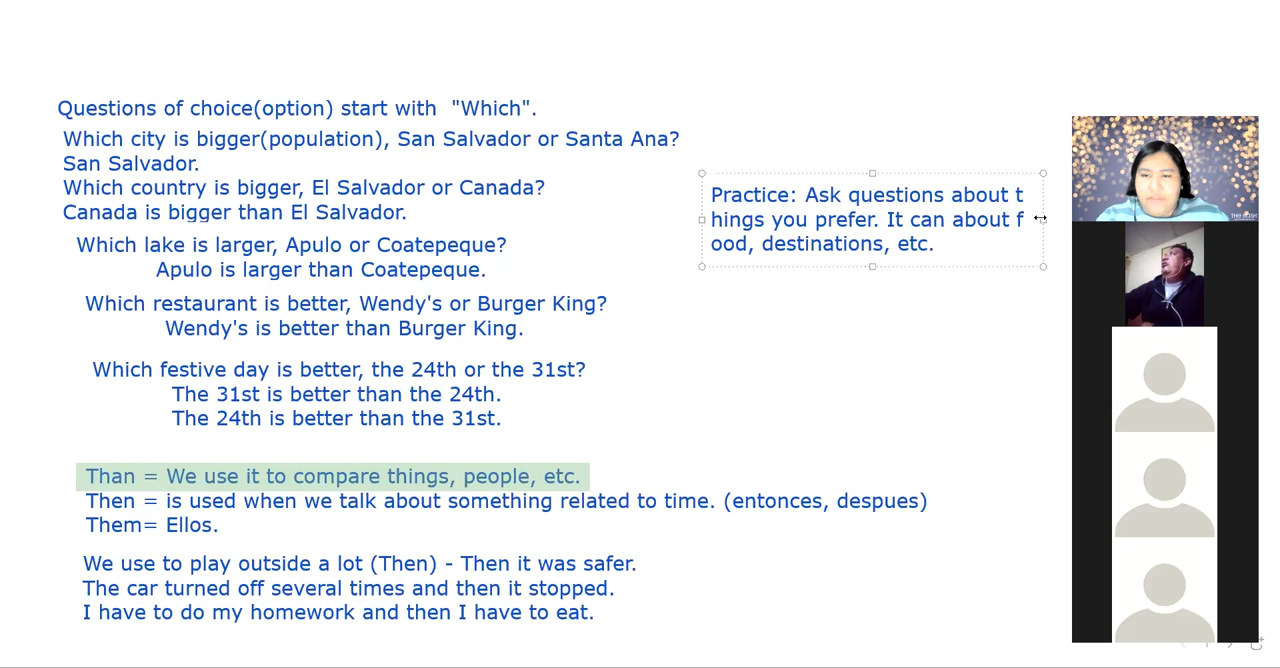 Questions of choice(option) start with  "Which".
Which city is bigger(population), San Salvador or Santa Ana?
San Salvador.
Which country is bigger, El Salvador or Canada?
Canada is bigger than El Salvador.
Which lake is larger, Apulo or Coatepeque?
Apulo is larger than Coatepeque.
Which restaurant is better, Wendy's or Burger King?
Wendy's is better than Burger King.
Which festive day is better, the 24th or the 31st?
The 31st is better than the 24th.
The 24th is better than the 31st.
Than = We use it to compare things, people, etc.
Then = is used when we talk about something related to time. (entonces, despues)
Them= Ellos.
We use to play outside a lot (Then) - Then it was safer.
The car turned off several times and then it stopped.
I have to do my homework and then I have to eat.
Practice: Ask questions about t
hings you prefer. It can about f
ood, destinations, etc.